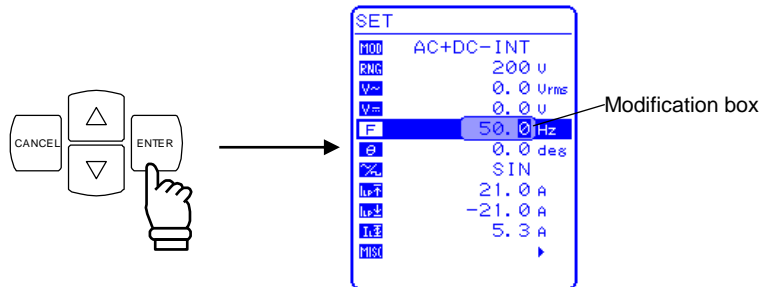 CANCEL
ENTER
SET
MOD AC+DC-INT
RNG 200 V
V~ 0.0 Vrms
V⎓ 0.0 V
F 50.0 Hz
θ 0.0 deg
SIN
21.0 A
-21.0 A
5.3 A
MISC
Modification box